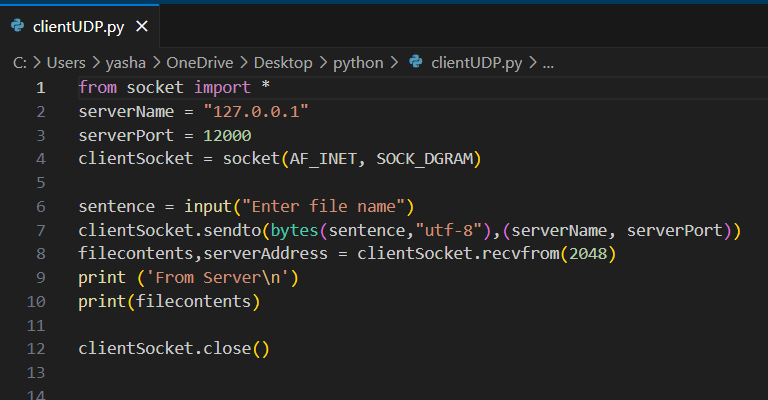 clientUDP.py ×
C: > Users > yasha > OneDrive > Desktop > python > clientUDP.py > ...
1 from socket import *
2 serverName = "127.0.0.1"
3 serverPort = 12000
4 clientSocket = socket(AF_INET, SOCK_DGRAM)
5
6 sentence = input("Enter file name")
7 clientSocket.sendto(bytes(sentence,"utf-8"),(serverName, serverPort))
8 filecontents,serverAddress = clientSocket.recvfrom(2048)
9 print ('From Server\n')
10 print(filecontents)
11
12 clientSocket.close()
13
14